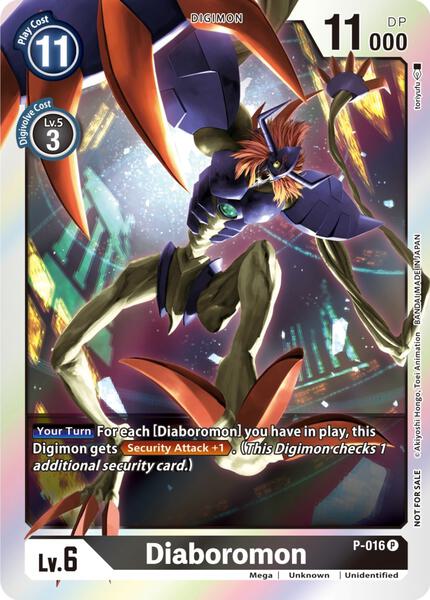 Play Cost
11
DIGIMON
11000
DP
Digivolve Cost
Lv.5
3
toriyufu
Your Turn For each [Diaboromon] you have in play, this
Digimon gets Security Attack +1. (This Digimon checks 1
additional security card.)
© Akiyoshi Hongo, Toei Animation BANDAI/MADE IN JAPAN
NOT FOR SALE
P-016 P
Lv.6
Diaboromon
Mega | Unknown | Unidentified